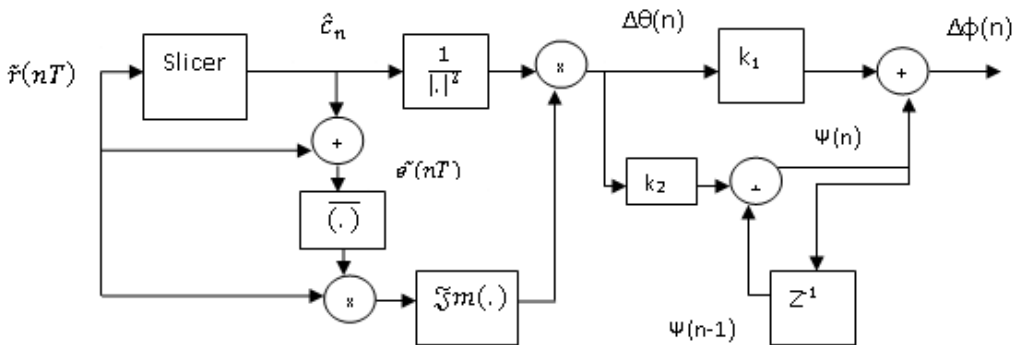 ĉₙ
Δθ(n)
Δϕ(n)
r̃(nT)
Slicer
1
|.|²
×
k₁
+
+
ẽ(nT)
Ψ(n)
k₂
+
(.)
×
ℑm(.)
Z⁻¹
Ψ(n-1)